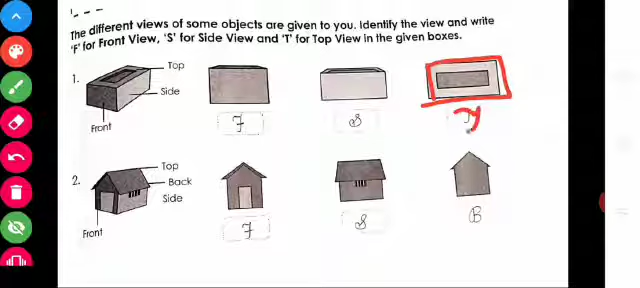 The different views of some objects are given to you. Identify the view and write
'F' for Front View, 'S' for Side View and 'T' for Top View in the given boxes.
1.
Top
Side
Front
F
S
T
2.
Top
Back
Side
Front
F
S
B